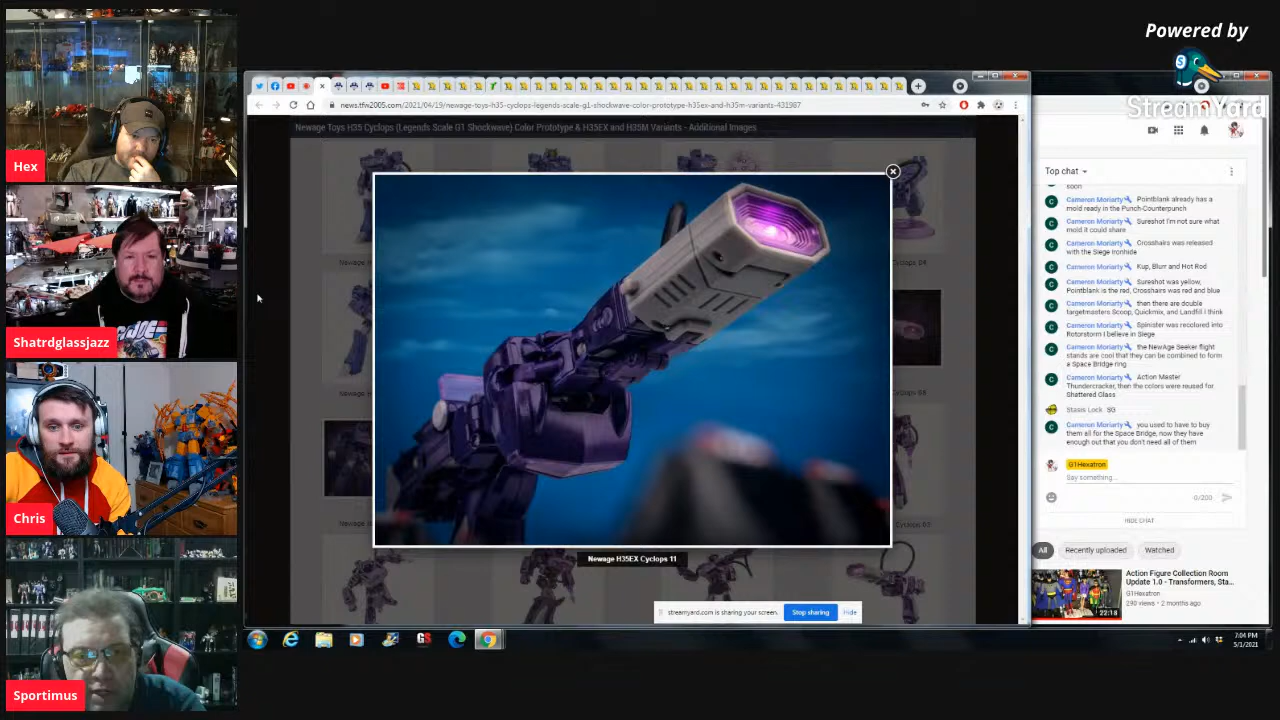 Powered by
StreamYard
Hex
Shatrdglassjazz
G.I.JOE
Chris
Sportimus
news.tfw2005.com/2021/04/19/newage-toys-h35-cyclops-legends-scale-g1-shockwave-color-prototype-h35ex-and-h35m-variants-431987
Newage Toys H35 Cyclops (Legends Scale G1 Shockwave) Color Prototype & H35EX and H35M Variants - Additional Images
Newage H35EX Cyclops 11
streamyard.com is sharing your screen.
Stop sharing
Hide
Top chat
soon
Cameron Moriarty Pointblank already has a
mold ready in the Punch-Counterpunch
Cameron Moriarty Sureshot I'm not sure what
mold it could share
Cameron Moriarty Crosshairs was released
with the Siege Ironhide
Cameron Moriarty Kup, Blurr and Hot Rod
Cameron Moriarty Sureshot was yellow,
Pointblank is the red, Crosshairs was red and blue
Cameron Moriarty then there are double
targetmasters Scoop, Quickmix, and Landfill I think
Cameron Moriarty Spinister was recolored into
Rotorstorm I believe in Siege
Cameron Moriarty the NewAge Seeker flight
stands are cool that they can be combined to form
a Space Bridge ring
Cameron Moriarty Action Master
Thundercracker, then the colors were reused for
Shattered Glass
Stasis Lock SG
Cameron Moriarty you used to have to buy
them all for the Space Bridge, now they have
enough out that you don't need all of them
G1Hexatron
Say something...
0/200
HIDE CHAT
All
Recently uploaded
Watched
Action Figure Collection Room
Update 1.0 - Transformers, Sta...
G1Hexatron
290 views • 2 months ago
22:18
7:04 PM
5/1/2021